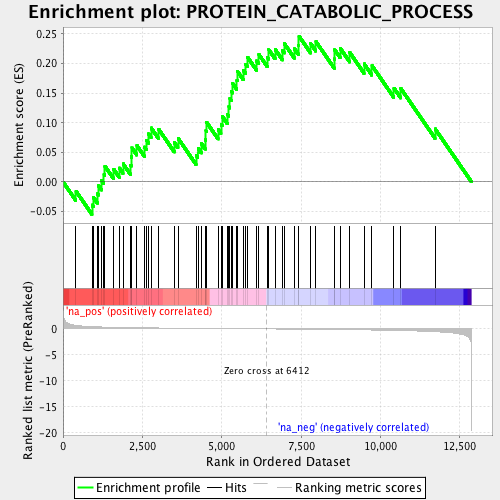 Enrichment plot: PROTEIN_CATABOLIC_PROCESS
Enrichment score (ES)
0.25
0.20
0.15
0.10
0.05
0.00
-0.05
'na_pos' (positively correlated)
Ranked list metric (PreRanked)
0
-5
-10
-15
-20
Zero cross at 6412
'na_neg' (negatively correlated)
0
2,500
5,000
7,500
10,000
12,500
Rank in Ordered Dataset
Enrichment profile
Hits
Ranking metric scores